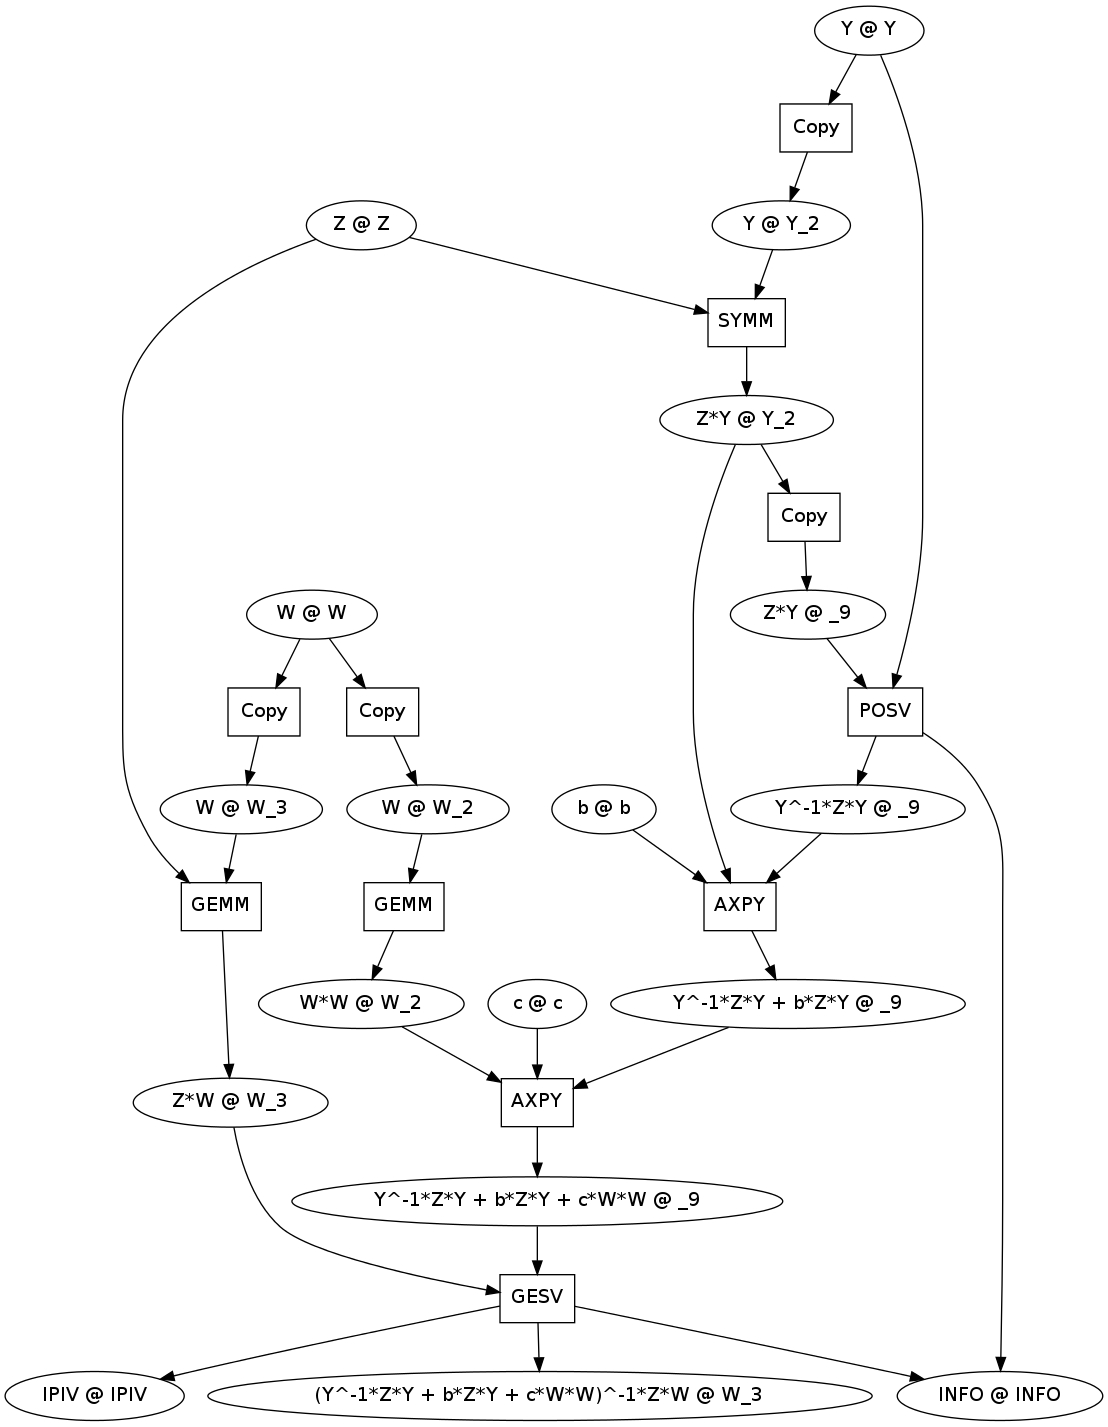 Y @ Y
Copy
Z @ Z
Y @ Y_2
SYMM
Z*Y @ Y_2
Copy
W @ W
Z*Y @ _9
Copy
Copy
POSV
W @ W_3
W @ W_2
b @ b
Y^-1*Z*Y @ _9
GEMM
GEMM
AXPY
W*W @ W_2
c @ c
Y^-1*Z*Y + b*Z*Y @ _9
Z*W @ W_3
AXPY
Y^-1*Z*Y + b*Z*Y + c*W*W @ _9
GESV
IPIV @ IPIV
(Y^-1*Z*Y + b*Z*Y + c*W*W)^-1*Z*W @ W_3
INFO @ INFO